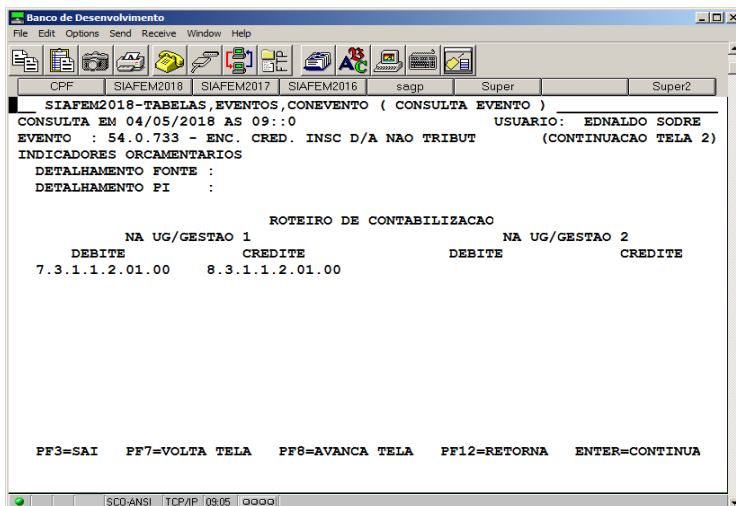 Banco de Desenvolvimento
File Edit Options Send Receive Window Help
CPF SIAFEM2018 SIAFEM2017 SIAFEM2016 sagp Super Super2
__ SIAFEM2018-TABELAS,EVENTOS,CONEVENTO ( CONSULTA EVENTO ) ________________
CONSULTA EM 04/05/2018 AS 09::0 USUARIO: EDNALDO SODRE
EVENTO : 54.0.733 - ENC. CRED. INSC D/A NAO TRIBUT (CONTINUACAO TELA 2)
INDICADORES ORCAMENTARIOS
DETALHAMENTO FONTE :
DETALHAMENTO PI :
ROTEIRO DE CONTABILIZACAO
NA UG/GESTAO 1 NA UG/GESTAO 2
DEBITE CREDITE DEBITE CREDITE
7.3.1.1.2.01.00 8.3.1.1.2.01.00
PF3=SAI PF7=VOLTA TELA PF8=AVANCA TELA PF12=RETORNA ENTER=CONTINUA
SCO-ANSI TCP/IP 09:05